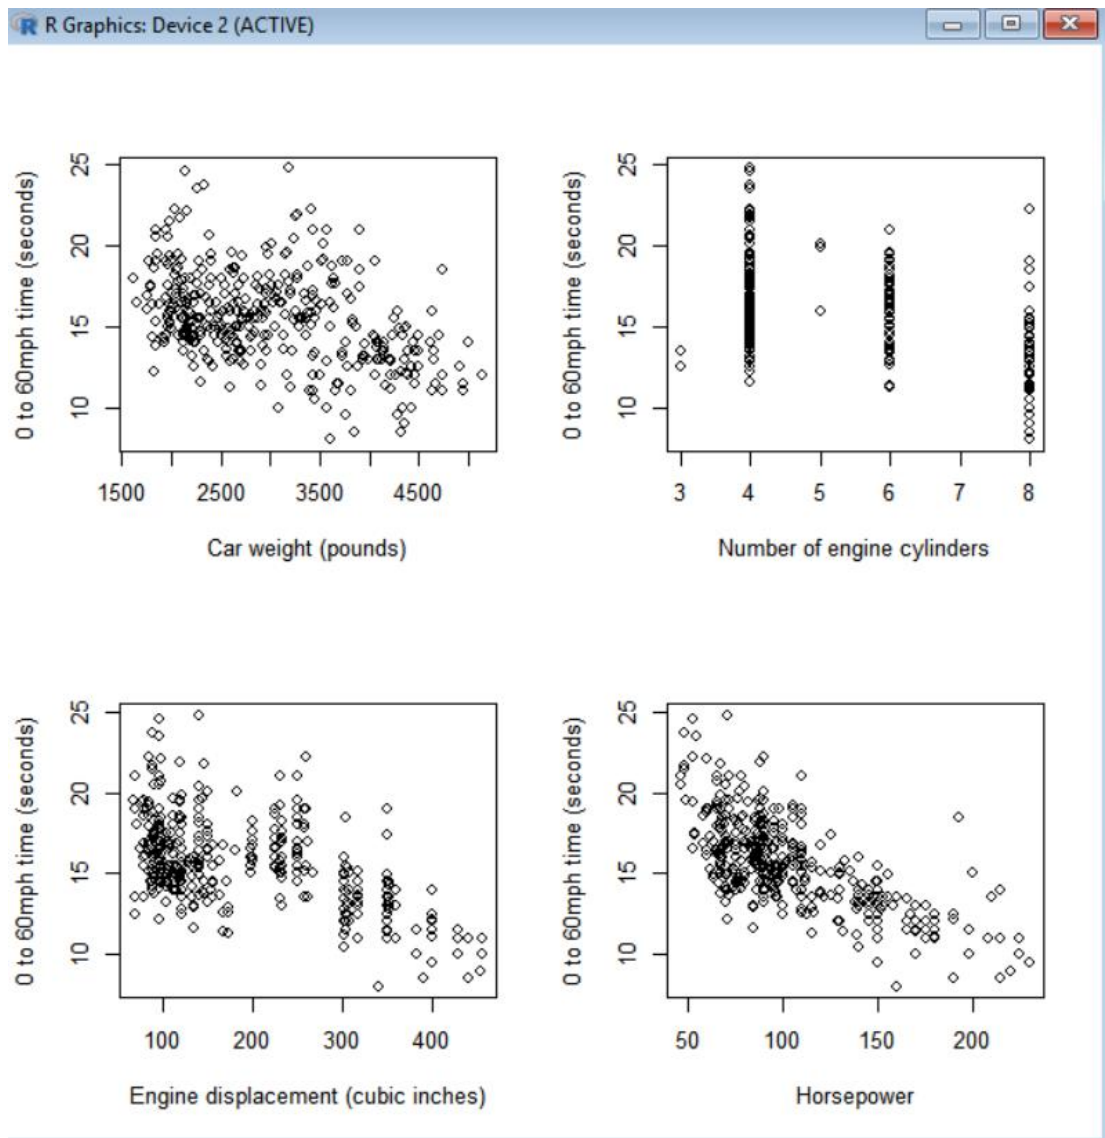 R R Graphics: Device 2 (ACTIVE)
0 to 60mph time (seconds)
25
20
15
10
1500 2500 3500 4500
Car weight (pounds)
0 to 60mph time (seconds)
25
20
15
10
3 4 5 6 7 8
Number of engine cylinders
0 to 60mph time (seconds)
25
20
15
10
100 200 300 400
Engine displacement (cubic inches)
0 to 60mph time (seconds)
25
20
15
10
50 100 150 200
Horsepower